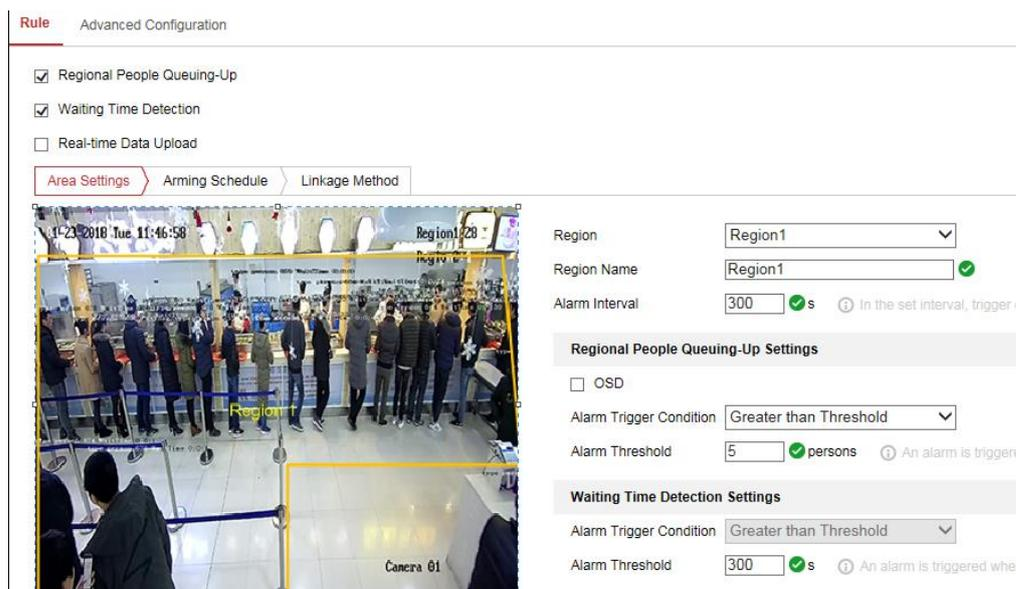 Rule Advanced Configuration
Regional People Queuing-Up
Waiting Time Detection
Real-time Data Upload
Area Settings Arming Schedule Linkage Method
1-23-2018 Tue 11:46:58 Region1
Region 1
Camera 01
Region Region1
Region Name Region1
Alarm Interval 300 s In the set interval, trigger
Regional People Queuing-Up Settings
OSD
Alarm Trigger Condition Greater than Threshold
Alarm Threshold 5 persons An alarm is triggere
Waiting Time Detection Settings
Alarm Trigger Condition Greater than Threshold
Alarm Threshold 300 s An alarm is triggered whe